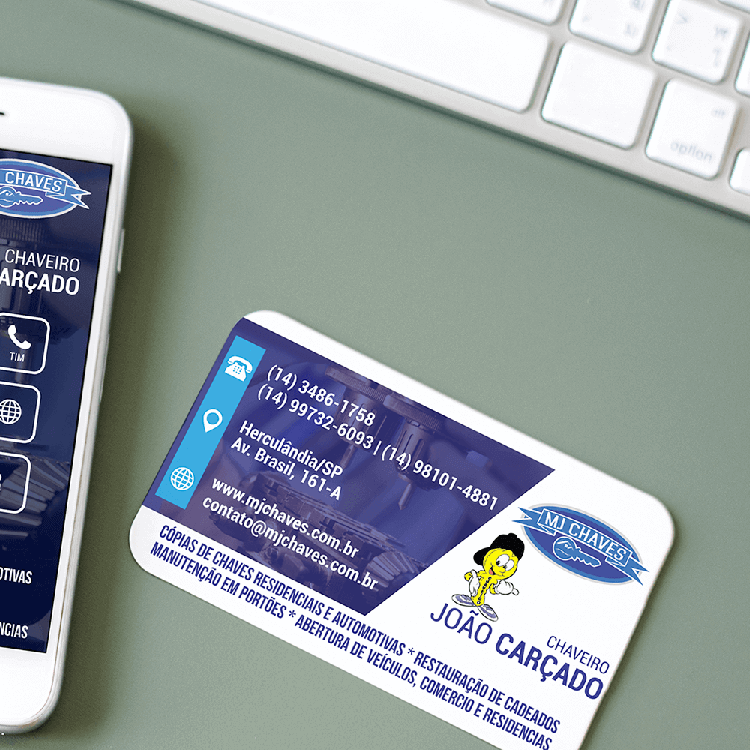 option
CHAVES
CHAVEIRO
ARÇADO
TIM
OTIVAS
NCIAS
(14) 3486-1758
(14) 99732-6093 | (14) 98101-4881
Herculândia/SP
Av. Brasil, 161-A
www.mjchaves.com.br
contato@mjchaves.com.br
MJ CHAVES
CHAVEIRO
JOÃO CARÇADO
CÓPIAS DE CHAVES RESIDENCIAIS E AUTOMOTIVAS * RESTAURAÇÃO DE CADEADOS
MANUTENÇÃO EM PORTÕES * ABERTURA DE VEÍCULOS, COMERCIO E RESIDENCIAS